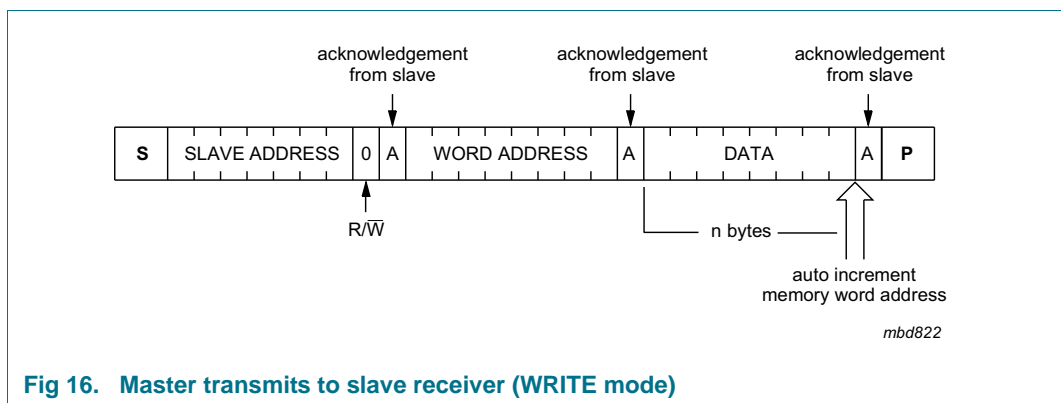 acknowledgement from slave
acknowledgement from slave
acknowledgement from slave
S SLAVE ADDRESS 0 A WORD ADDRESS A DATA A P
R/W̅
n bytes
auto increment
memory word address
mbd822
Fig 16. Master transmits to slave receiver (WRITE mode)